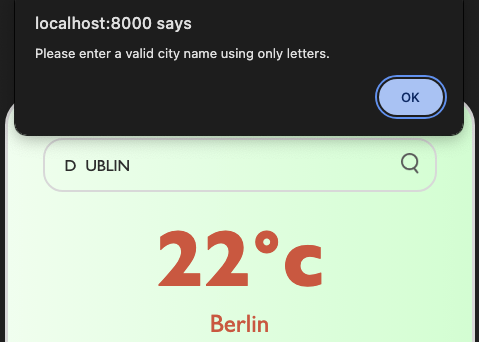 localhost:8000 says
Please enter a valid city name using only letters.
OK
D  UBLIN
22°c
Berlin